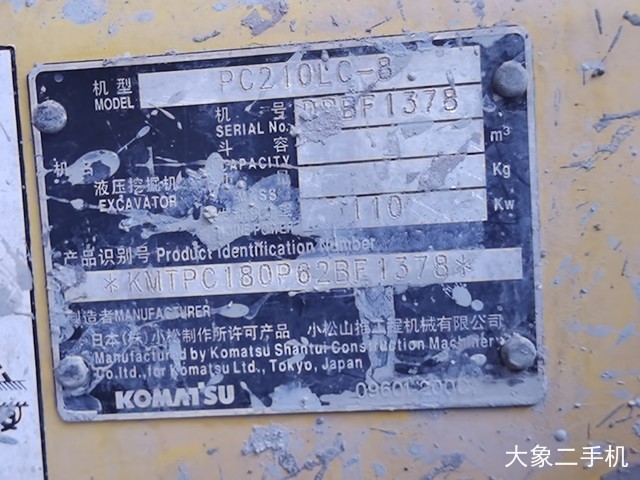 机型 PC210LC-8
MODEL
机号 DBBF1378
SERIAL No.
斗容 m³
CAPACITY
液压挖掘机 Kg
EXCAVATOR MASS
110 Kw
产品识别号 Product Identification Number
*KMTPC180P62BF1378*
制造者MANUFACTURER
日本(株)小松制作所许可产品 小松山推工程机械有限公司
Manufactured by Komatsu Shantui Construction Machinery
Co.ltd., for Komatsu Ltd., Tokyo, Japan
KOMATSU
大象二手机